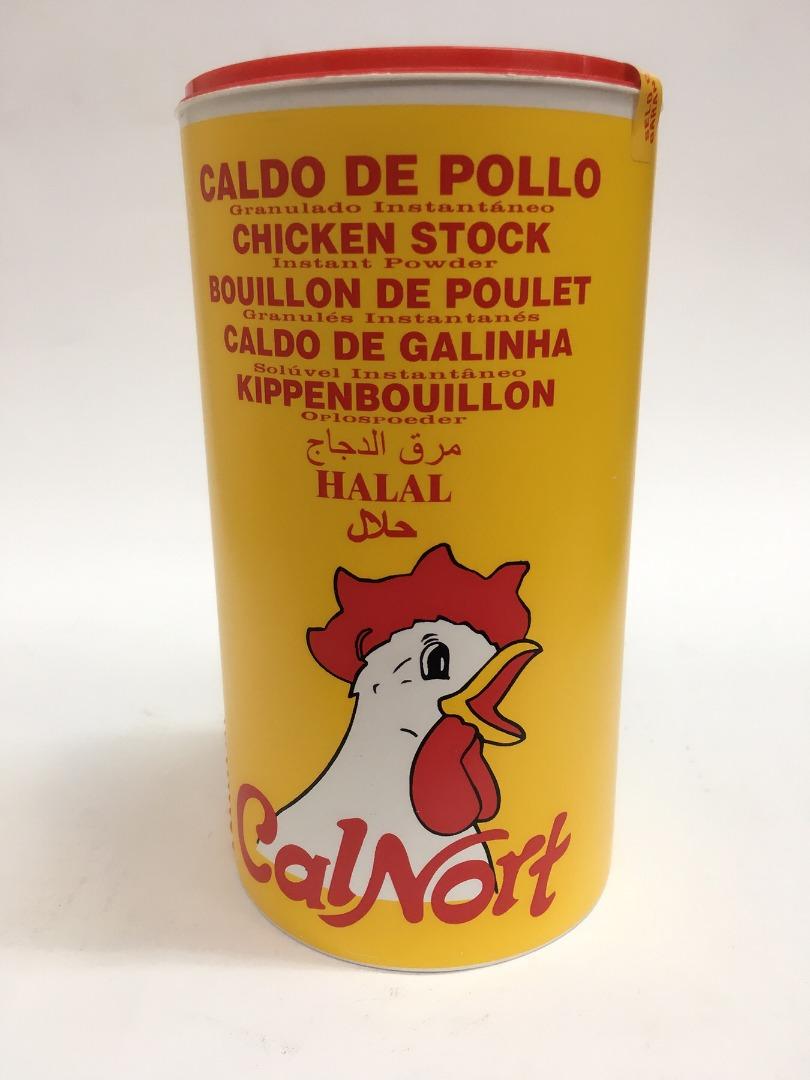 CALDO DE POLLO
Granulado Instantáneo
CHICKEN STOCK
Instant Powder
BOUILLON DE POULET
Granulés Instantanés
CALDO DE GALINHA
Solúvel Instantâneo
KIPPENBOUILLON
Oplospoeder
مرق الدجاج
HALAL
حلال
CalNort